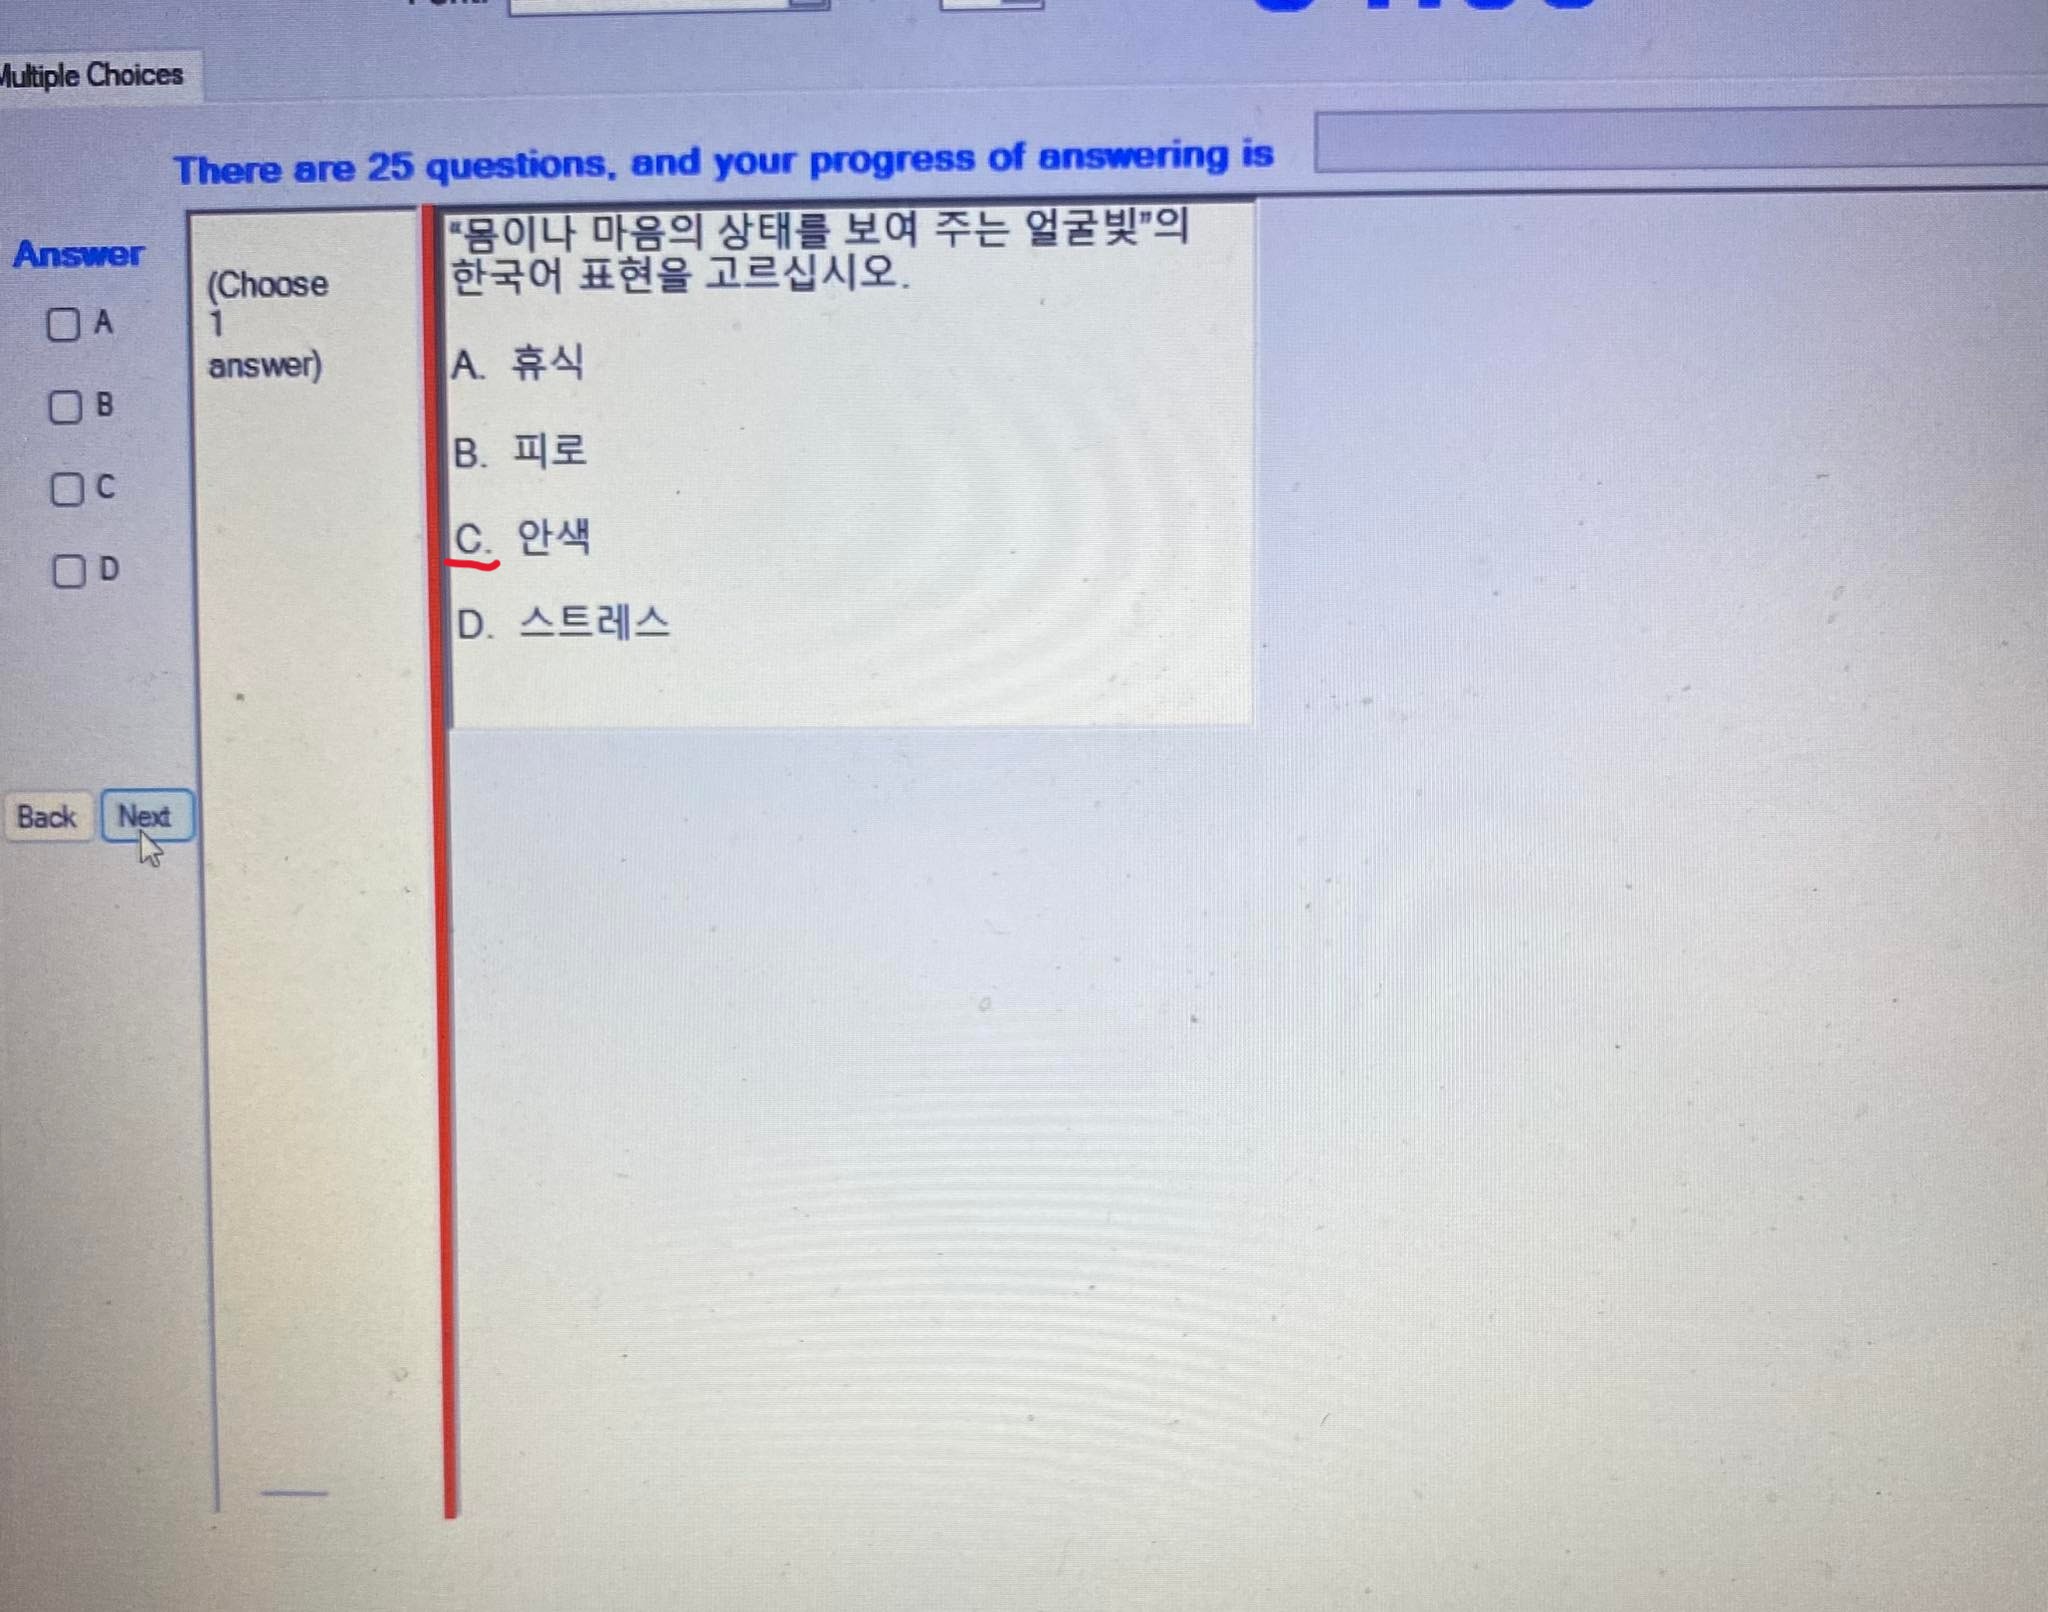 Multiple Choices
There are 25 questions, and your progress of answering is
Answer
A
B
C
D
Back
Next
(Choose
1
answer)
“몸이나 마음의 상태를 보여 주는 얼굴빛”의
한국어 표현을 고르십시오.
A. 휴식
B. 피로
C. 안색
D. 스트레스